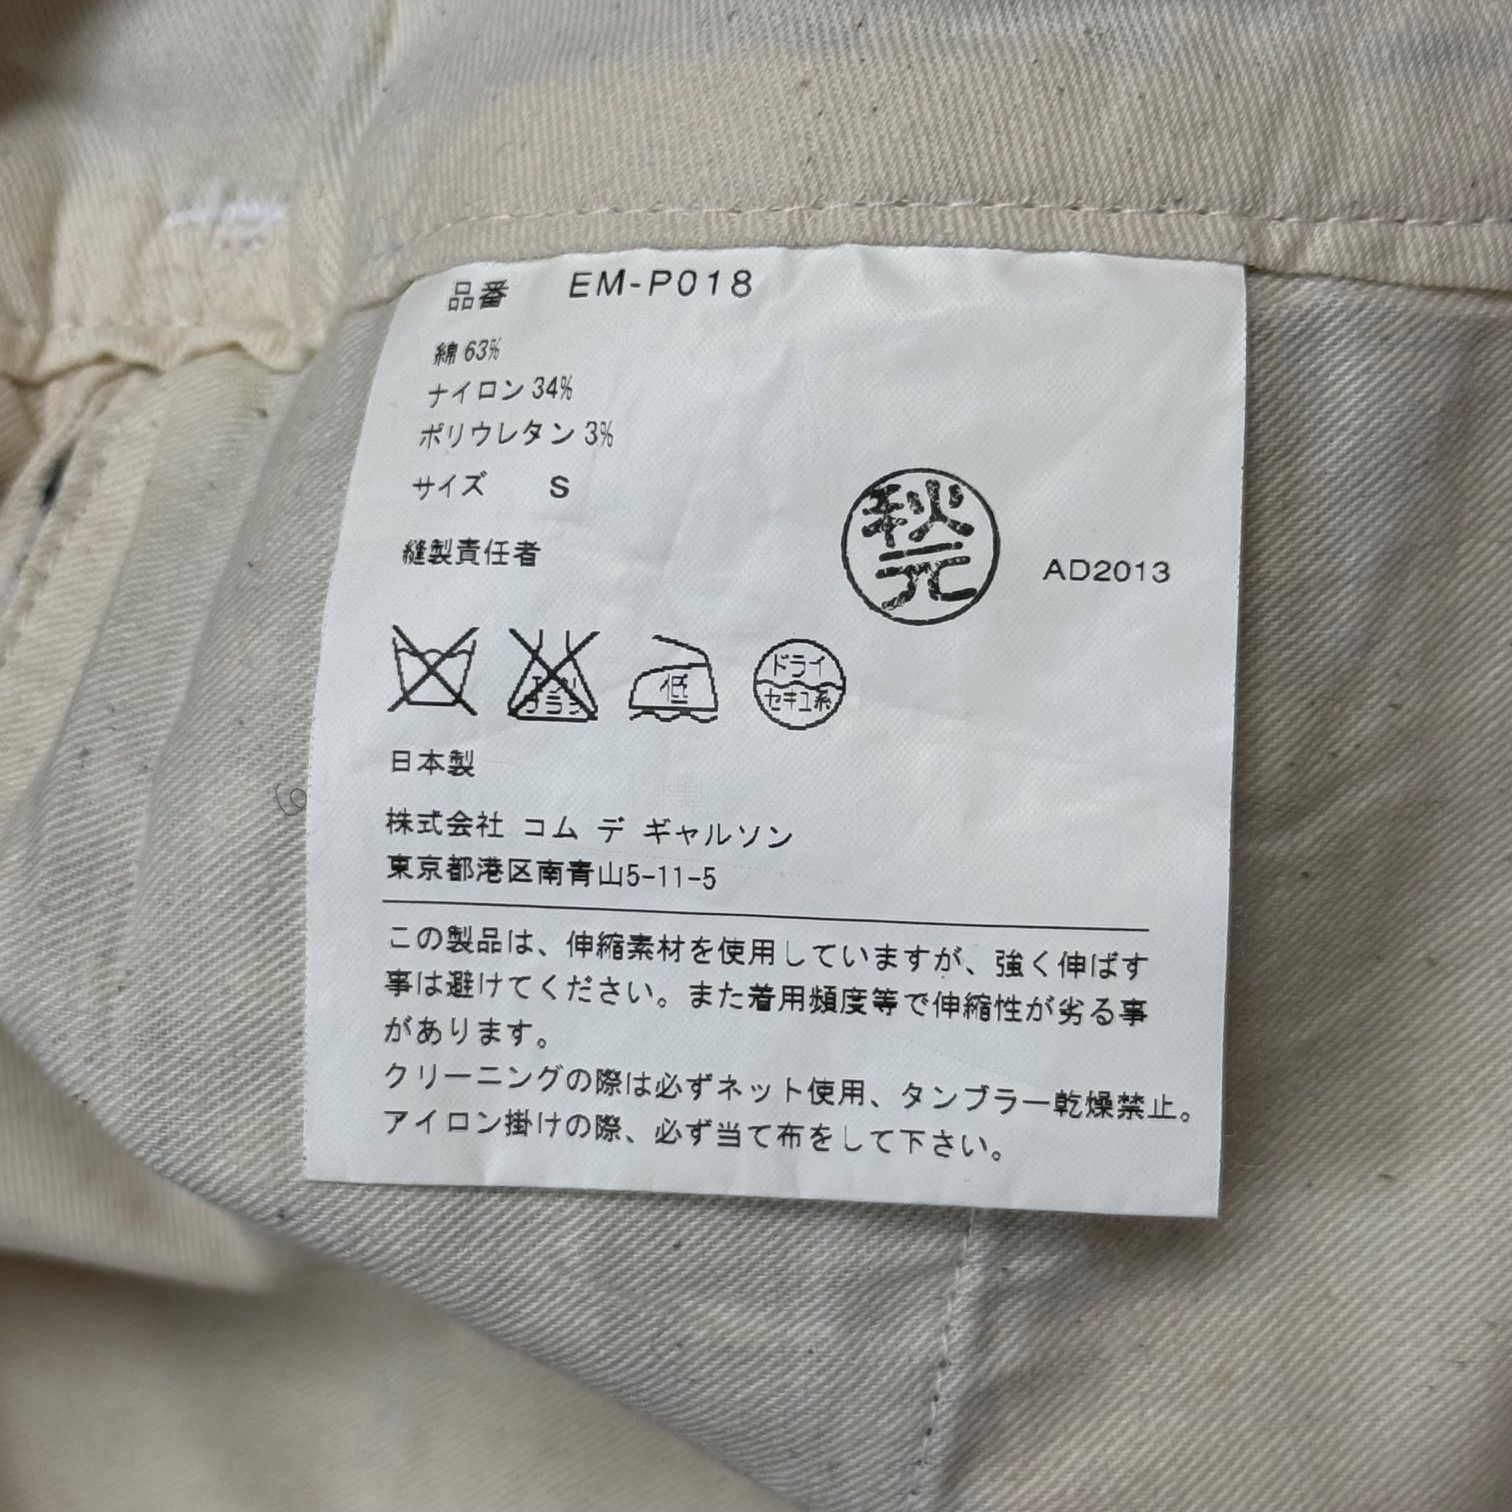 品番 EM-P018
綿 63%
ナイロン 34%
ポリウレタン 3%
サイズ S
縫製責任者
秋元
AD2013
エンソ
サラシ
低
ドライ
セキユ系
日本製
株式会社 コム デ ギャルソン
東京都港区南青山5-11-5
この製品は、伸縮素材を使用していますが、強く伸ばす
事は避けてください。また着用頻度等で伸縮性が劣る事
があります。
クリーニングの際は必ずネット使用、タンブラー乾燥禁止。
アイロン掛けの際、必ず当て布をして下さい。